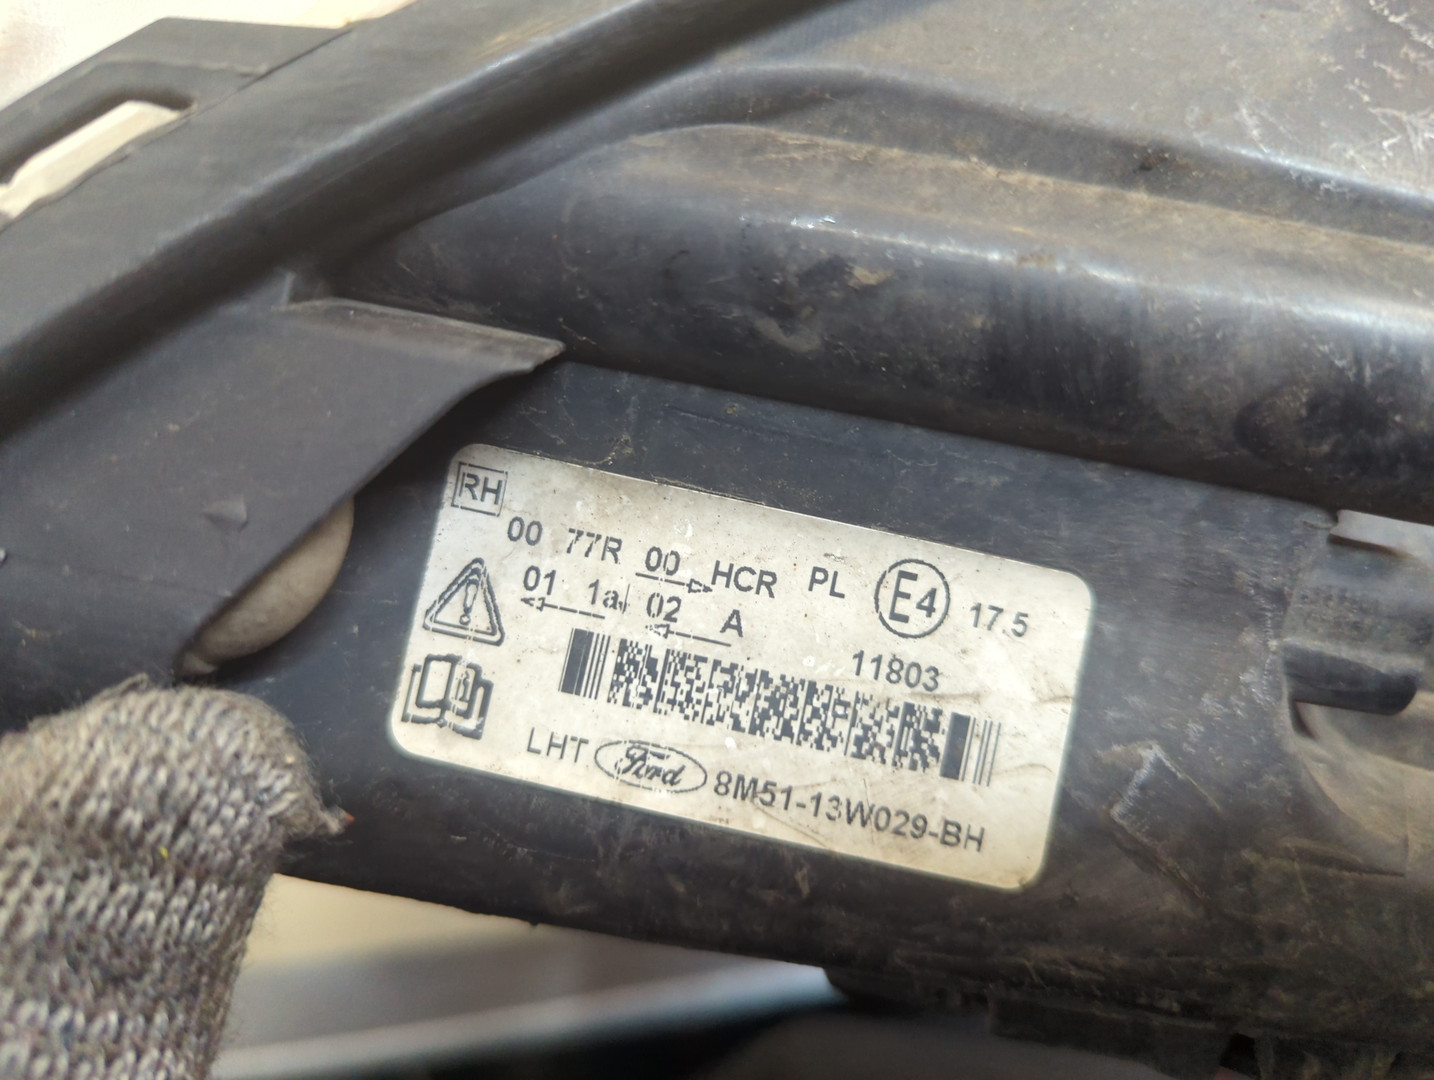 RH
00 77R 00 HCR PL E4 17.5
01 1a 02 A
11803
LHT Ford 8M51-13W029-BH